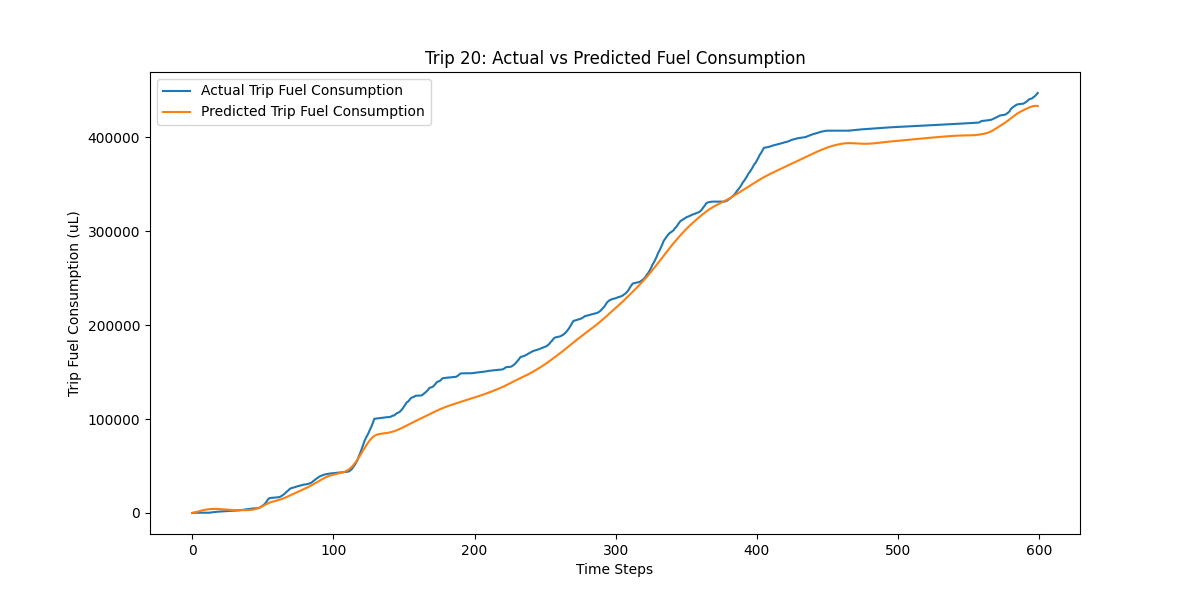 Trip 20: Actual vs Predicted Fuel Consumption
Actual Trip Fuel Consumption
Predicted Trip Fuel Consumption
Trip Fuel Consumption (uL)
400000
300000
200000
100000
0
0 100 200 300 400 500 600
Time Steps